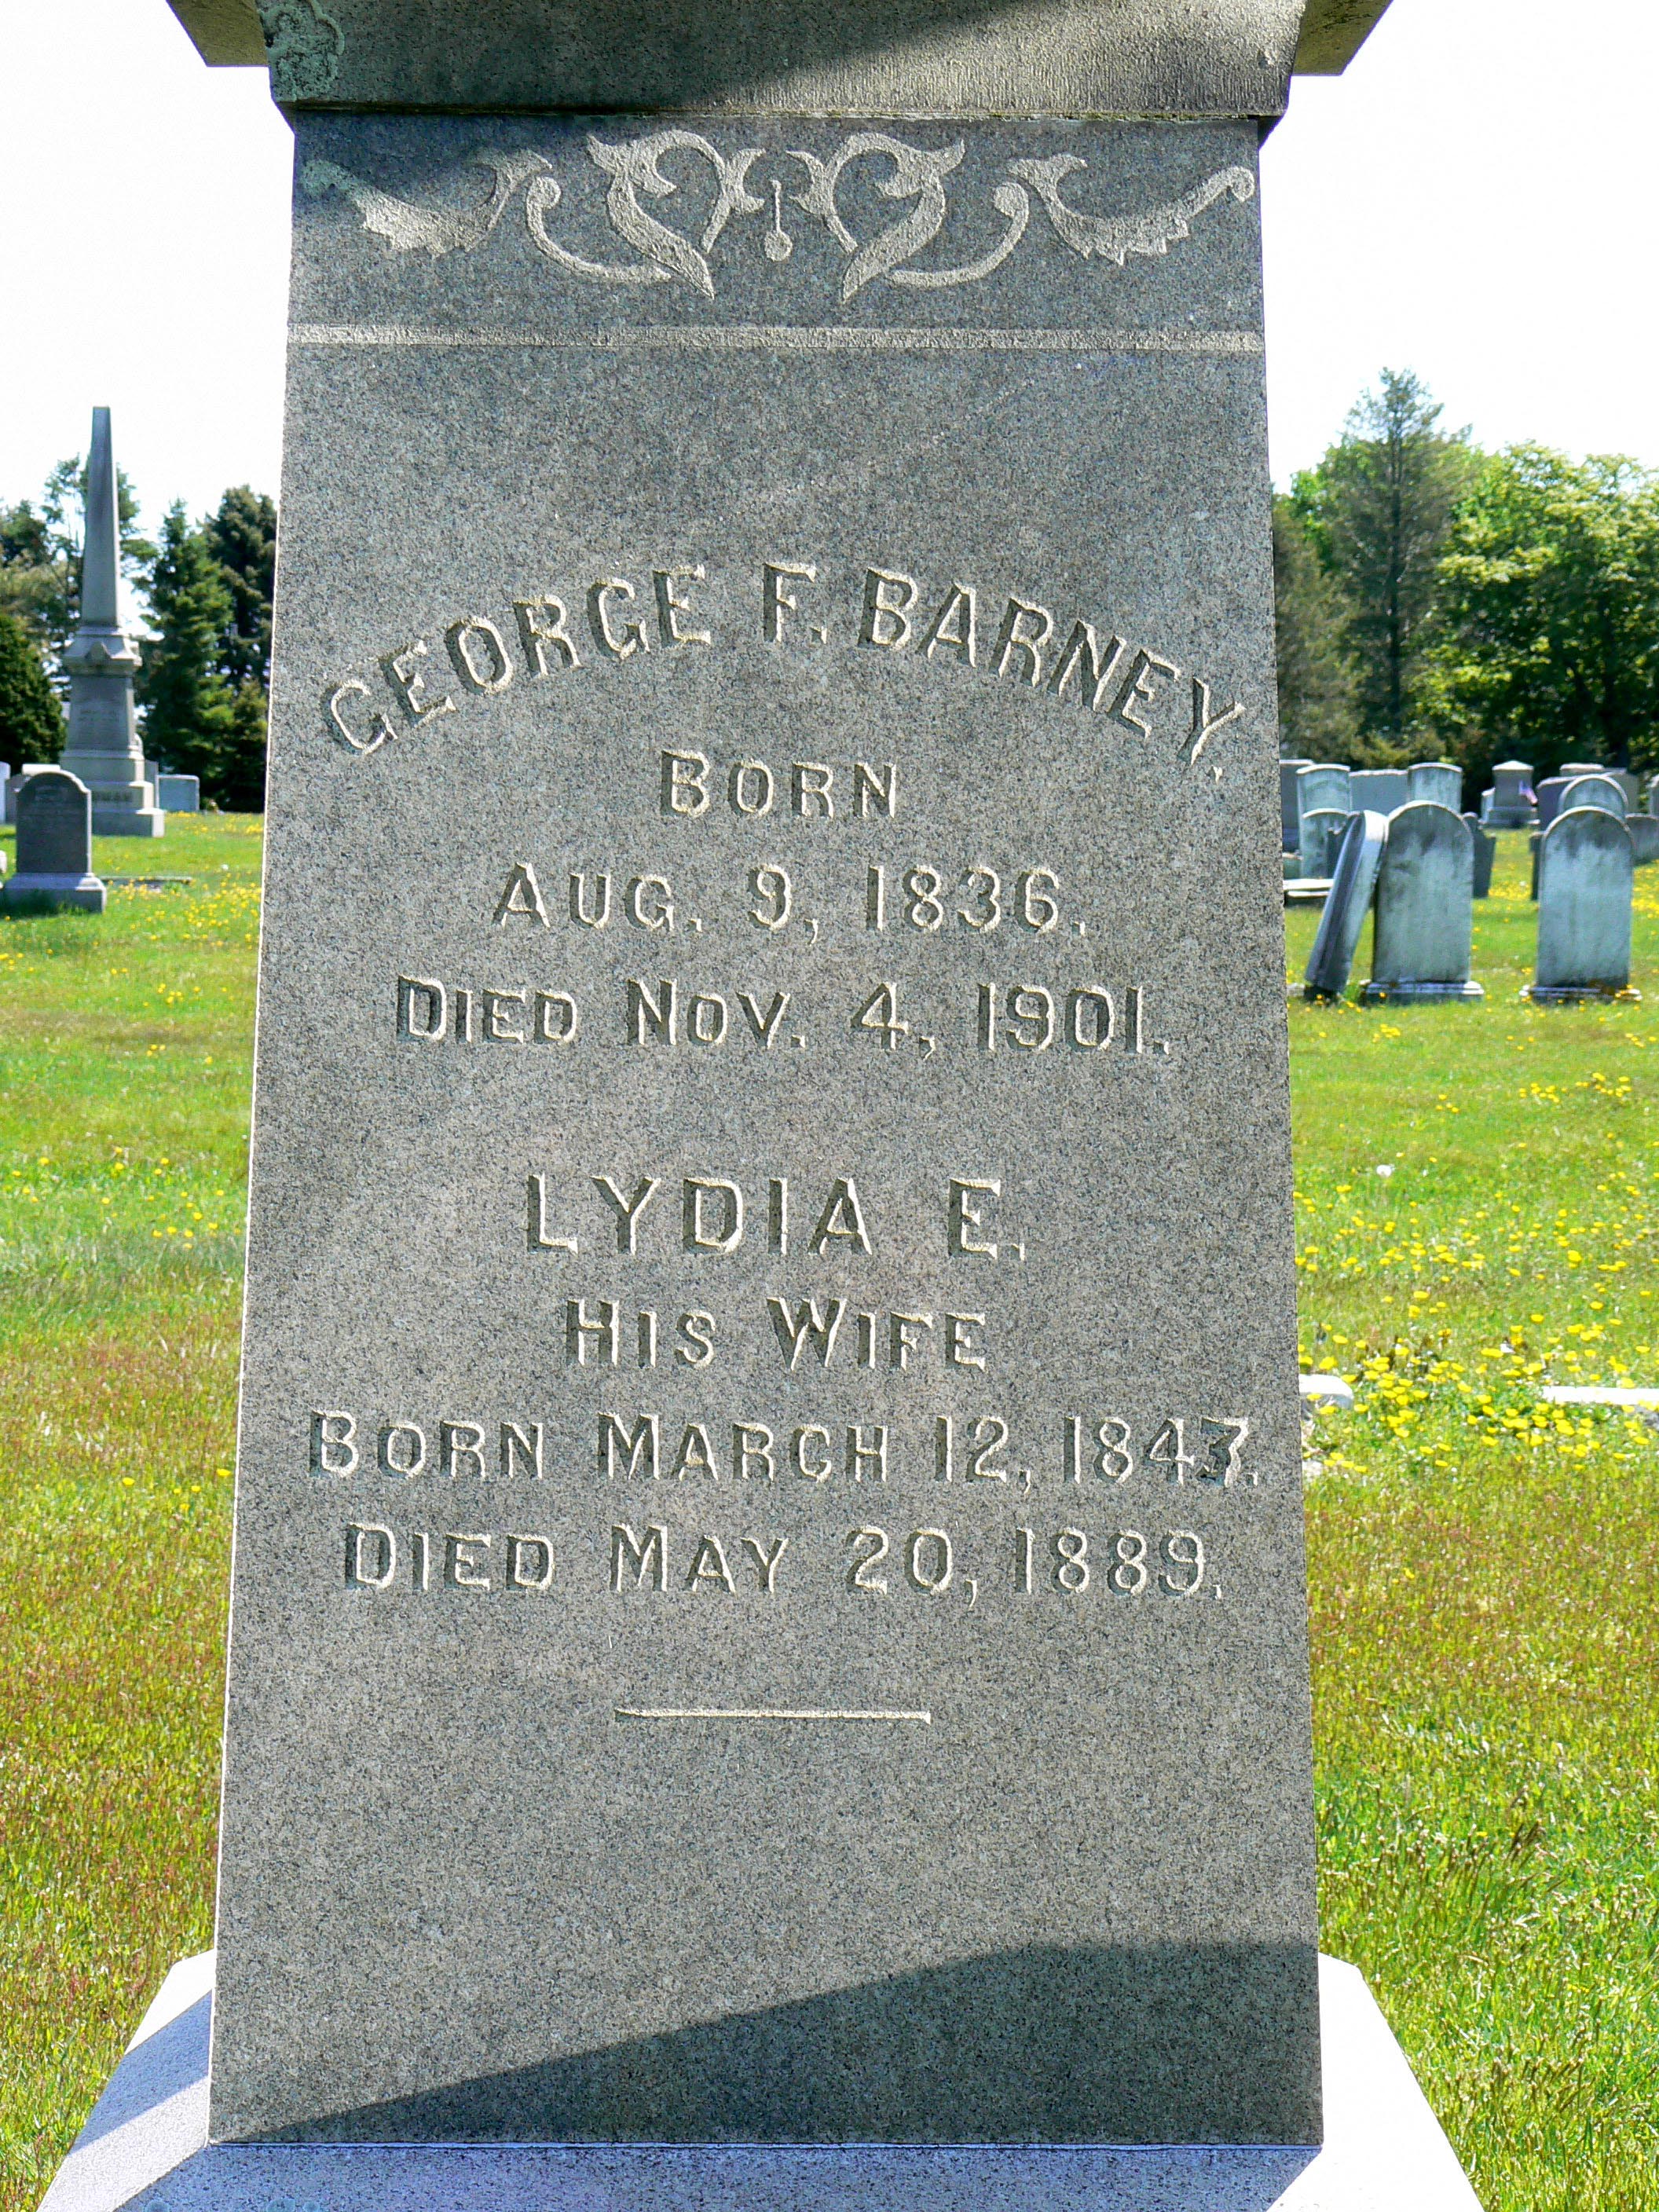 GEORGE F. BARNEY.
BORN
AUG. 9, 1836.
DIED NOV. 4, 1901.
LYDIA E.
HIS WIFE
BORN MARCH 12, 1843.
DIED MAY 20, 1889.